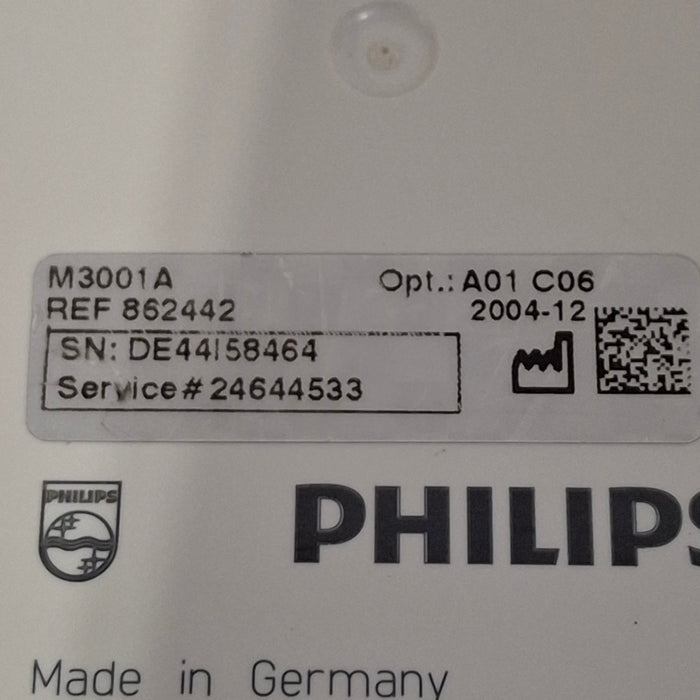 M3001A Opt.: A01 C06
REF 862442 2004-12
SN: DE44I58464
Service# 24644533
PHILIPS
PHILIPS
Made in Germany